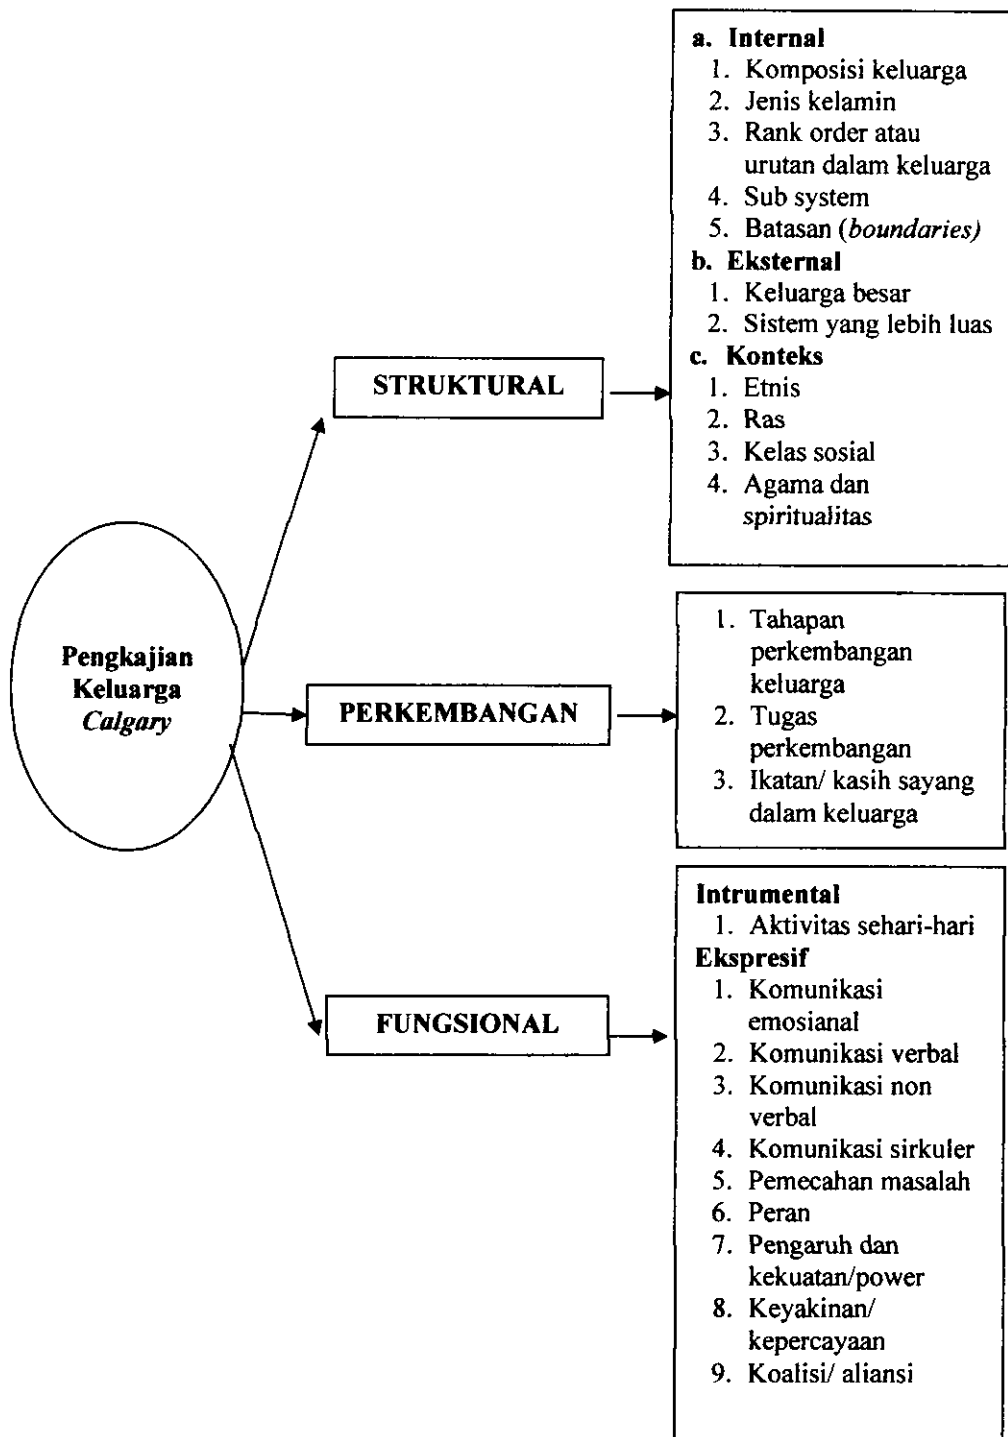 a. Internal
1. Komposisi keluarga
2. Jenis kelamin
3. Rank order atau
urutan dalam keluarga
4. Sub system
5. Batasan (boundaries)
b. Eksternal
1. Keluarga besar
2. Sistem yang lebih luas
c. Konteks
1. Etnis
2. Ras
3. Kelas sosial
4. Agama dan
spiritualitas
STRUKTURAL
Pengkajian
Keluarga
Calgary
PERKEMBANGAN
1. Tahapan
perkembangan
keluarga
2. Tugas
perkembangan
3. Ikatan/ kasih sayang
dalam keluarga
FUNGSIONAL
Intrumental
1. Aktivitas sehari-hari
Ekspresif
1. Komunikasi
emosianal
2. Komunikasi verbal
3. Komunikasi non
verbal
4. Komunikasi sirkuler
5. Pemecahan masalah
6. Peran
7. Pengaruh dan
kekuatan/power
8. Keyakinan/
kepercayaan
9. Koalisi/ aliansi